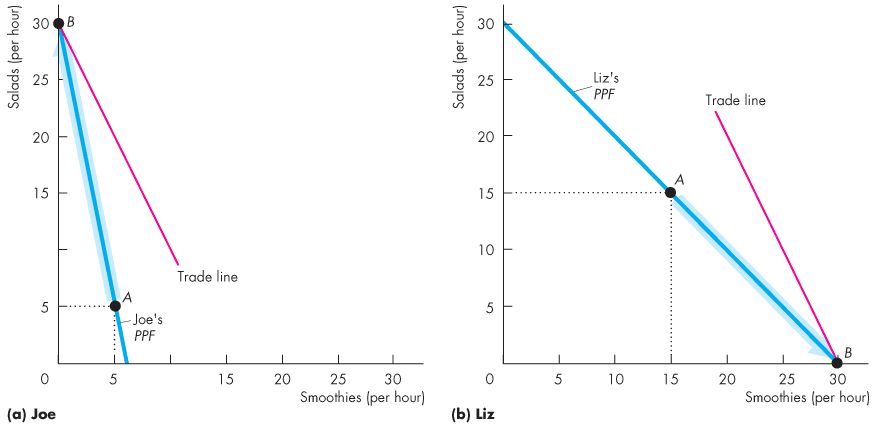 Salads (per hour)
30
B
25
20
15
5
A
Joe's
PPF
Trade line
0
5
15
20
25
30
Smoothies (per hour)
(a) Joe
Salads (per hour)
30
25
20
15
10
5
Liz's
PPF
Trade line
A
B
0
5
10
15
20
25
30
Smoothies (per hour)
(b) Liz